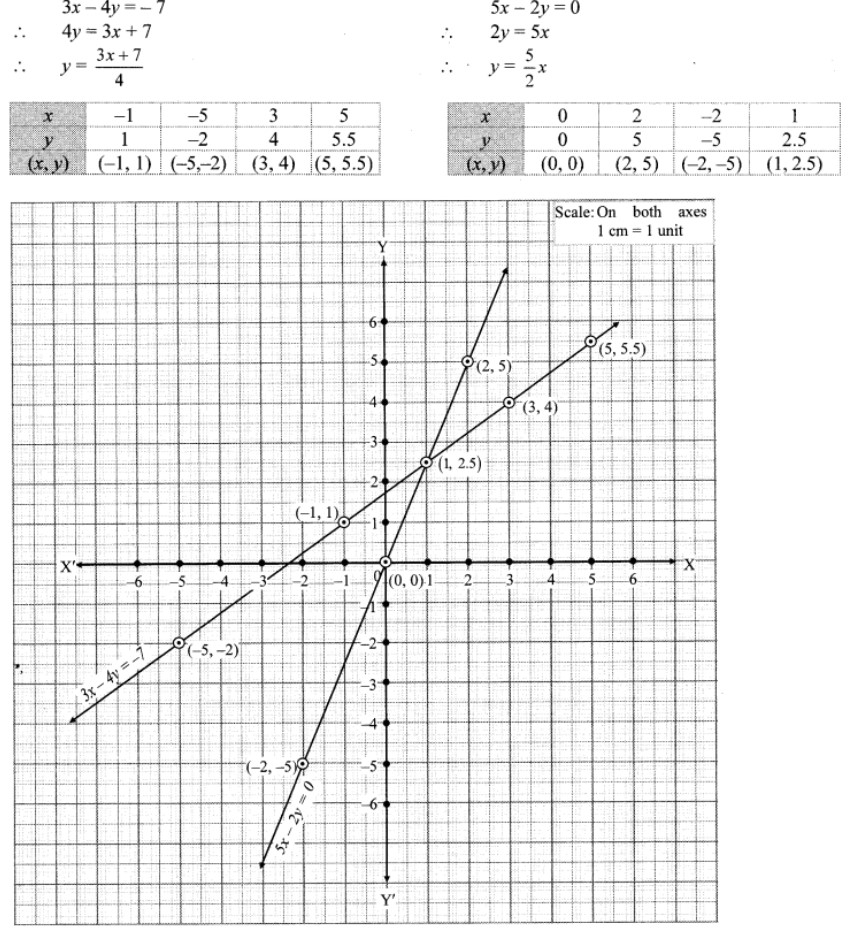 3x – 4y = – 7
∴ 4y = 3x + 7
∴ y = (3x + 7)/4
x –1 –5 3 5
y 1 –2 4 5.5
(x, y) (–1, 1) (–5,–2) (3, 4) (5, 5.5)
5x – 2y = 0
∴ 2y = 5x
∴ y = 5/2 x
x 0 2 –2 1
y 0 5 –5 2.5
(x, y) (0, 0) (2, 5) (–2, –5) (1, 2.5)
Scale: On both axes
1 cm = 1 unit
Y
6
5
(2, 5)
(5, 5.5)
4
(3, 4)
3
(1, 2.5)
2
(–1, 1)
1
X′
X
–6 –5 –4 –3 –2 –1 0 (0, 0) 1 2 3 4 5 6
–1
–2
(–5, –2)
3x – 4y = –7
–3
–4
–5
(–2, –5)
–6
5x – 2y = 0
Y′